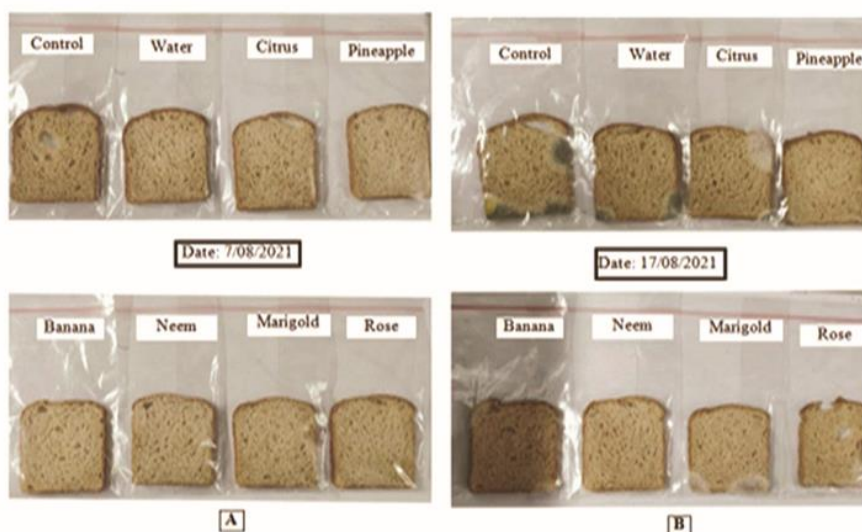 Control Water Citrus Pineapple
Control Water Citrus Pineapple
Date: 7/08/2021
Date: 17/08/2021
Banana Neem Marigold Rose
Banana Neem Marigold Rose
A
B